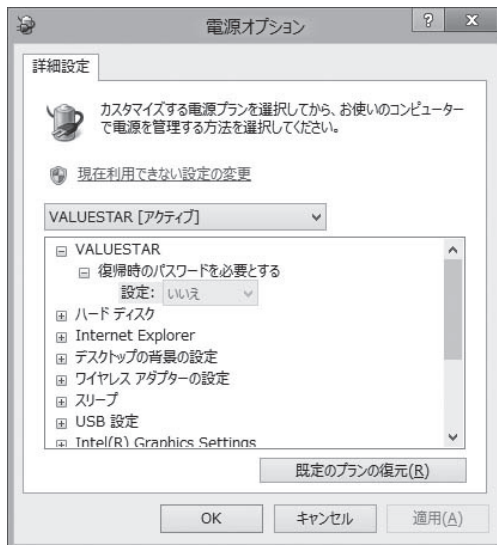 電源オプション
? x
詳細設定
カスタマイズする電源プランを選択してから、お使いのコンピューター
で電源を管理する方法を選択してください。
現在利用できない設定の変更
VALUESTAR [アクティブ]
VALUESTAR
復帰時のパスワードを必要とする
設定: いいえ
ハード ディスク
Internet Explorer
デスクトップの背景の設定
ワイヤレス アダプターの設定
スリープ
USB 設定
Intel(R) Graphics Settings
既定のプランの復元(R)
OK キャンセル 適用(A)